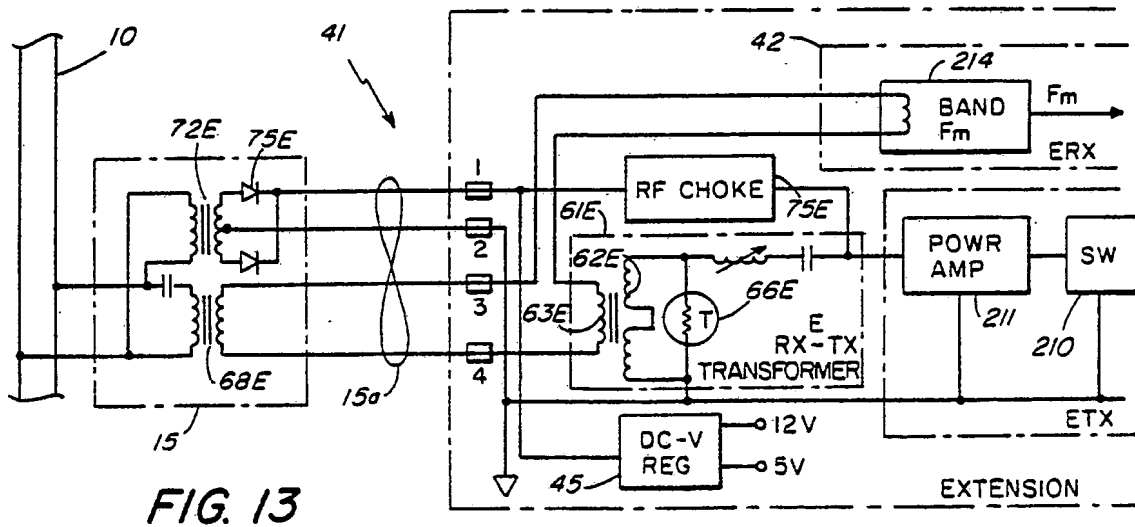 10
41
42
214
BAND
Fm
Fm
ERX
72E
75E
1
RF CHOKE
75E
2
61E
POWR
AMP
SW
62E
3
T
66E
63E
E
RX-TX
TRANSFORMER
211
210
4
68E
15a
15
DC-V
REG
12V
5V
45
ETX
EXTENSION
FIG. 13